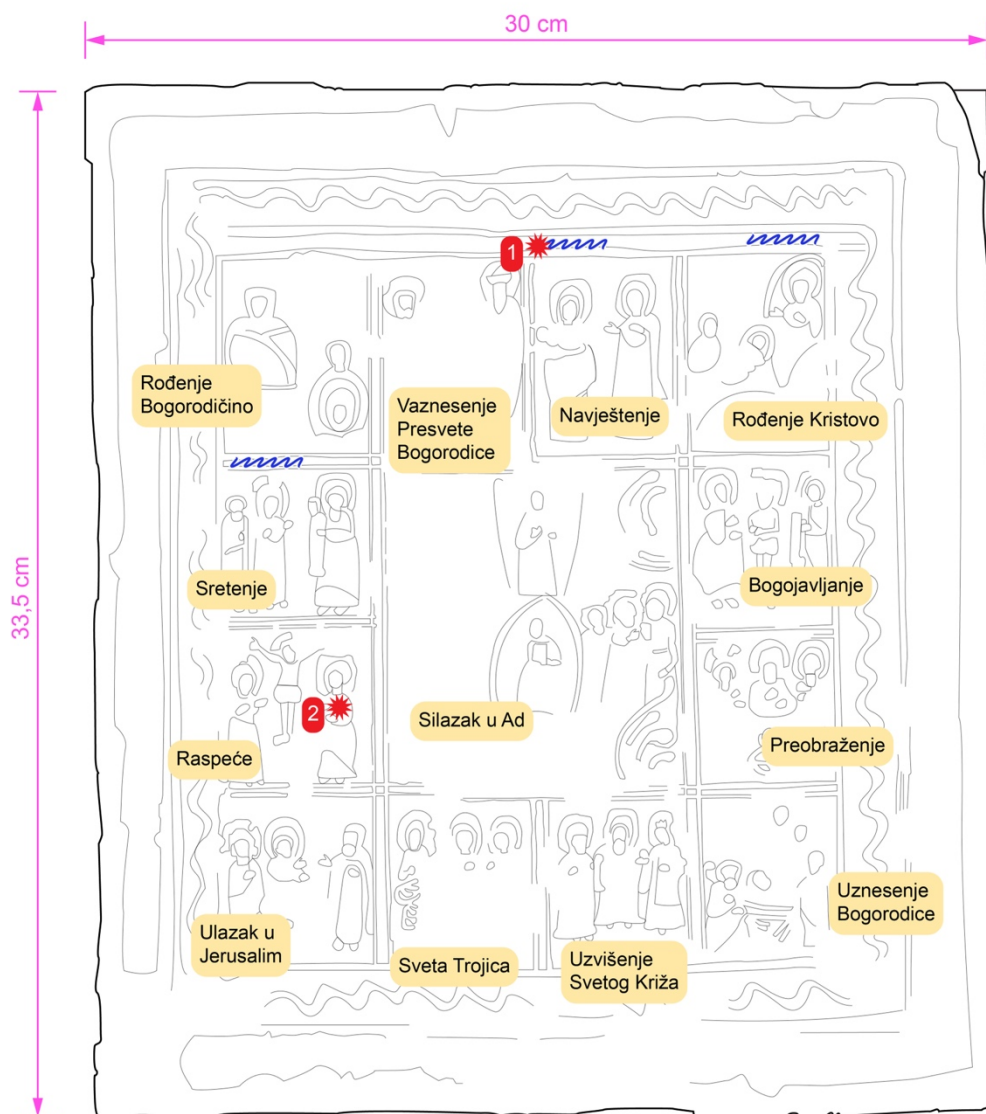 30 cm
33,5 cm
1
Rođenje
Bogorodičino
Vaznesenje
Presvete
Bogorodice
Navještenje
Rođenje Kristovo
Sretenje
Bogojavljanje
2
Raspeće
Silazak u Ad
Preobraženje
Ulazak u
Jerusalim
Sveta Trojica
Uzvišenje
Svetog Križa
Uznesenje
Bogorodice